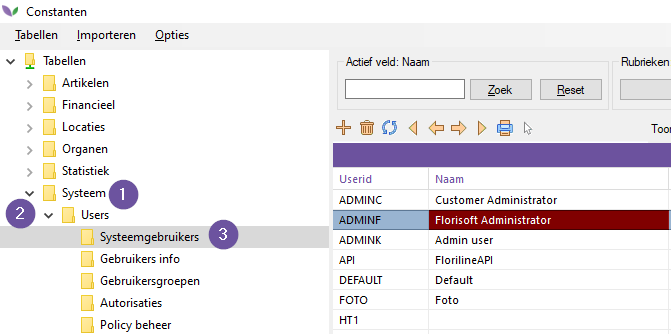 Constanten
Tabellen Importeren Opties
Tabellen
Artikelen
Financieel
Locaties
Organen
Statistiek
Systeem 1
2 Users
Systeemgebruikers 3
Gebruikers info
Gebruikersgroepen
Autorisaties
Policy beheer
Actief veld: Naam
Zoek Reset
Rubrieken
Toor
Userid Naam
ADMINC Customer Administrator
ADMINF Florisoft Administrator
ADMINK Admin user
API FlorilineAPI
DEFAULT Default
FOTO Foto
HT1